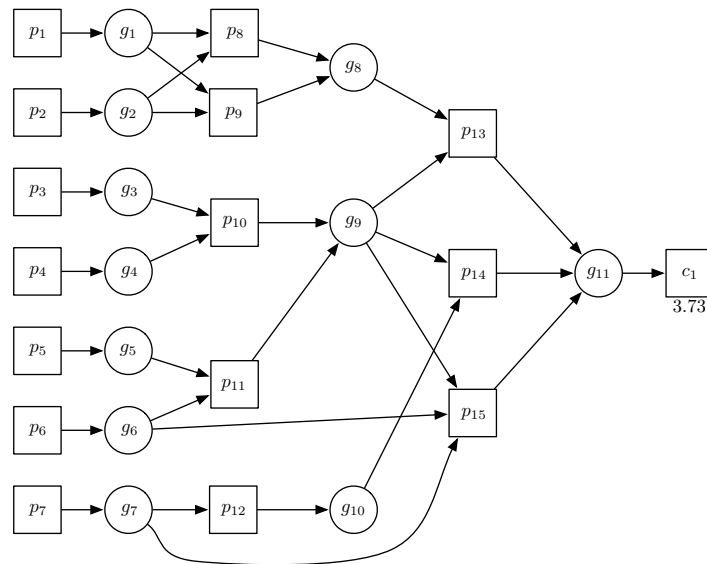 p₁ g₁ p₈
g₈
p₂ g₂ p₉
p₁₃
p₃ g₃
p₁₀ g₉
p₄ g₄
p₁₄ g₁₁ c₁
3.73
p₅ g₅
p₁₁
p₁₅
p₆ g₆
p₇ g₇ p₁₂ g₁₀